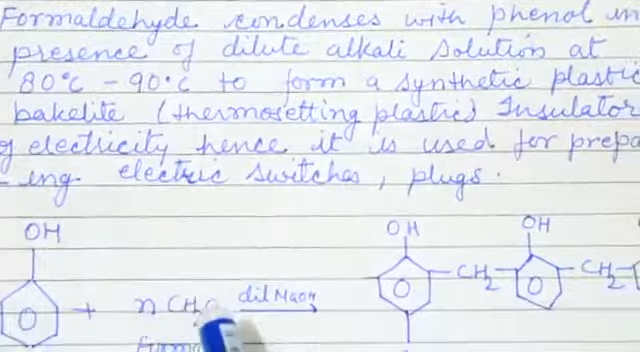 Formaldehyde condenses with phenol in
presence of dilute alkali solution at
80°C - 90°C to form a synthetic plastic
bakelite (thermosetting plastic) Insulator
of electricity hence it is used for prepa
-ing electric switches, plugs.
OH OH OH
+ n CH2 dil NaOH CH2 CH2